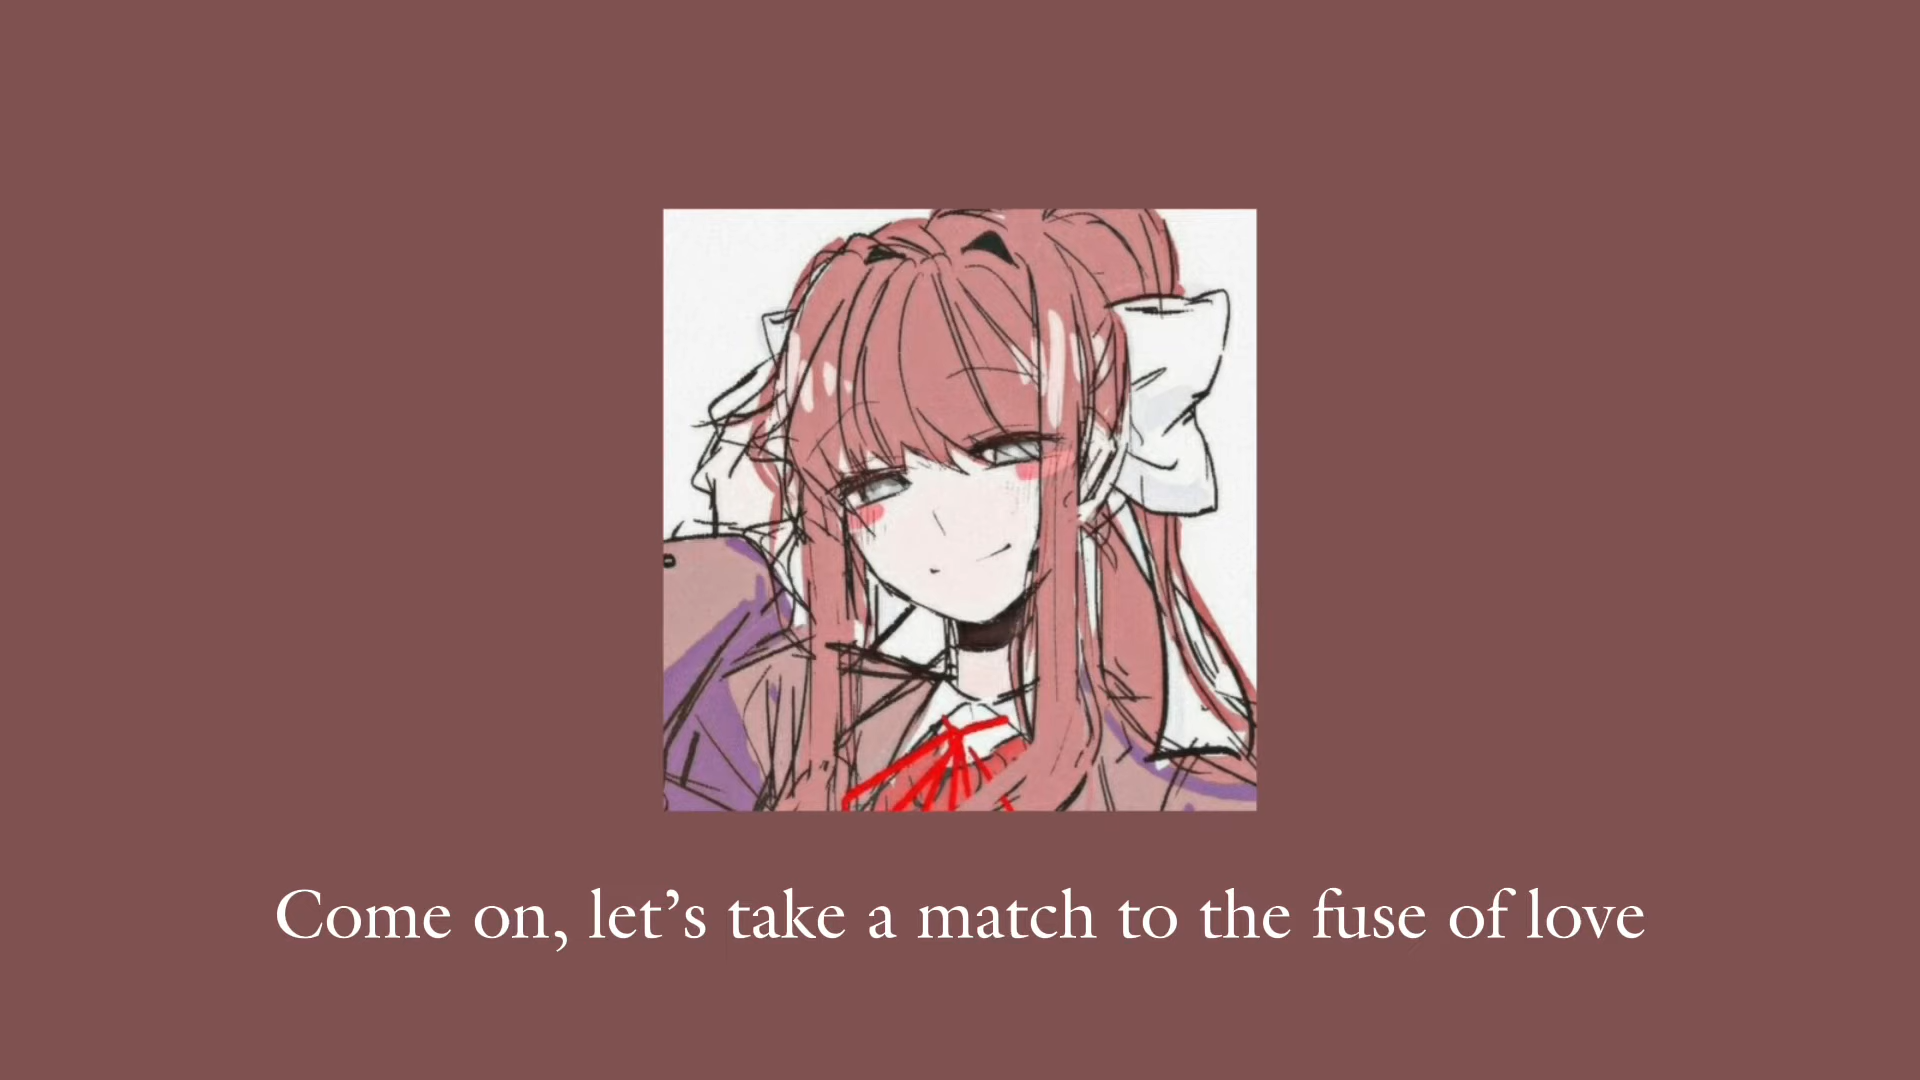 Come on, let’s take a match to the fuse of love